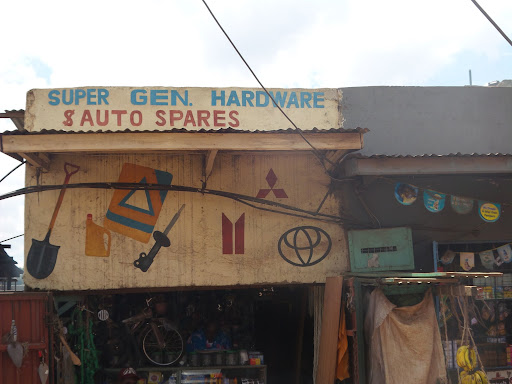 SUPER GEN. HARDWARE
& AUTO SPARES